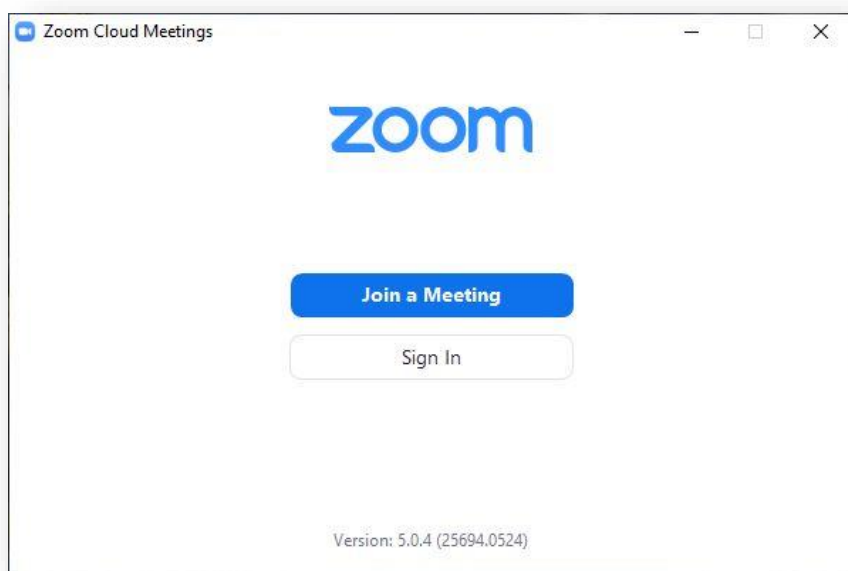 Zoom Cloud Meetings
zoom
Join a Meeting
Sign In
Version: 5.0.4 (25694.0524)